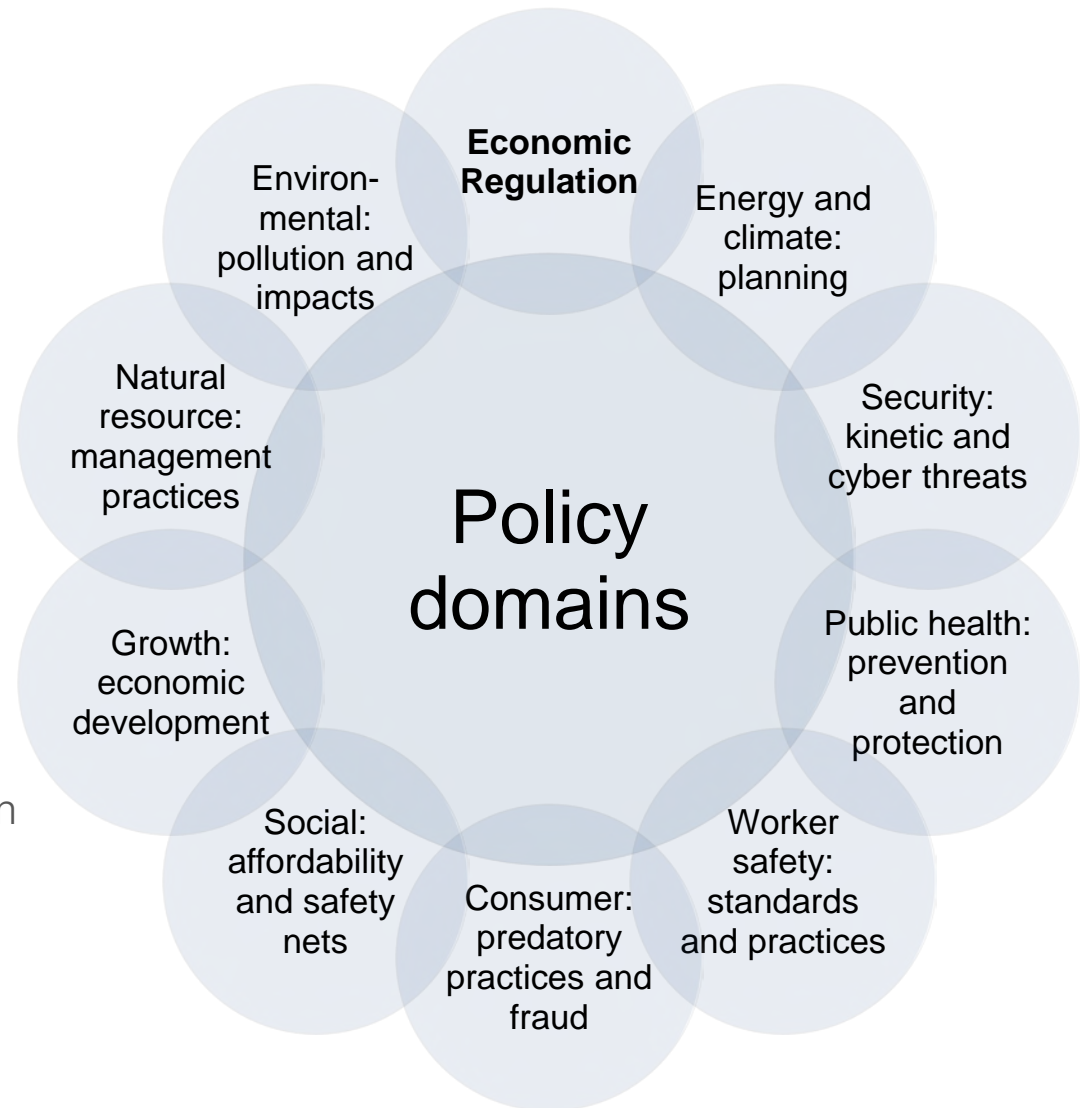 Economic
Regulation
Energy and
climate:
planning
Security:
kinetic and
cyber threats
Public health:
prevention
and
protection
Worker
safety:
standards
and practices
Consumer:
predatory
practices and
fraud
Social:
affordability
and safety
nets
Growth:
economic
development
Natural
resource:
management
practices
Environ-
mental:
pollution and
impacts
Policy
domains